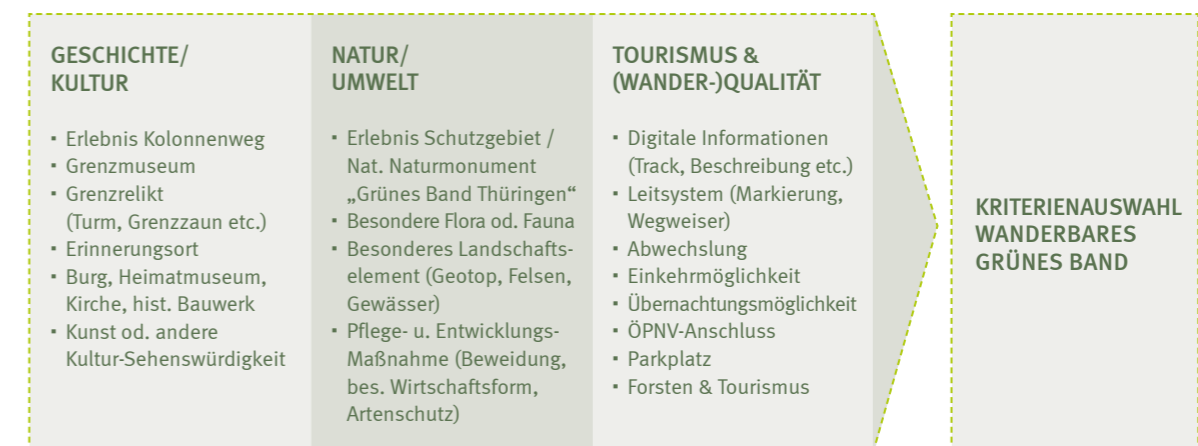 GESCHICHTE/
KULTUR
▪ Erlebnis Kolonnenweg
▪ Grenzmuseum
▪ Grenzrelikt
(Turm, Grenzzaun etc.)
▪ Erinnerungsort
▪ Burg, Heimatmuseum,
Kirche, hist. Bauwerk
▪ Kunst od. andere
Kultur-Sehenswürdigkeit
NATUR/
UMWELT
▪ Erlebnis Schutzgebiet /
Nat. Naturmonument
„Grünes Band Thüringen“
▪ Besondere Flora od. Fauna
▪ Besonderes Landschafts-
element (Geotop, Felsen,
Gewässer)
▪ Pflege- u. Entwicklungs-
Maßnahme (Beweidung,
bes. Wirtschaftsform,
Artenschutz)
TOURISMUS &
(WANDER-)QUALITÄT
▪ Digitale Informationen
(Track, Beschreibung etc.)
▪ Leitsystem (Markierung,
Wegweiser)
▪ Abwechslung
▪ Einkehrmöglichkeit
▪ Übernachtungsmöglichkeit
▪ ÖPNV-Anschluss
▪ Parkplatz
▪ Forsten & Tourismus
KRITERIENAUSWAHL
WANDERBARES
GRÜNES BAND